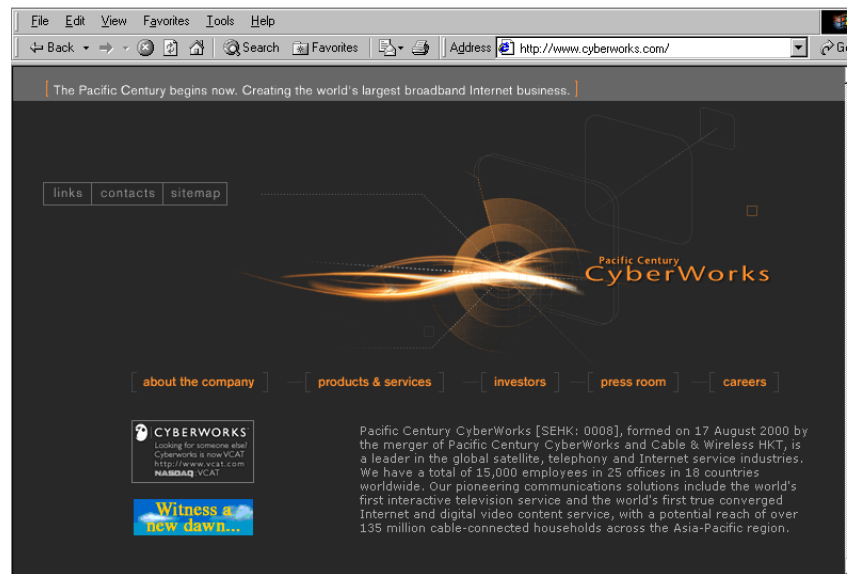 File Edit View Favorites Tools Help
Back Search Favorites Address http://www.cyberworks.com/
The Pacific Century begins now. Creating the world's largest broadband Internet business.
links contacts sitemap
Pacific Century
CyberWorks
about the company products & services investors press room careers
CYBERWORKS
Looking for someone else?
Cyberworks is now VCAT
http://www.vcat.com
NASDAQ:VCAT
Witness a
new dawn...
Pacific Century CyberWorks [SEHK: 0008], formed on 17 August 2000 by
the merger of Pacific Century CyberWorks and Cable & Wireless HKT, is
a leader in the global satellite, telephony and Internet service industries.
We have a total of 15,000 employees in 25 offices in 18 countries
worldwide. Our pioneering communications solutions include the world's
first interactive television service and the world's first true converged
Internet and digital video content service, with a potential reach of over
135 million cable-connected households across the Asia-Pacific region.